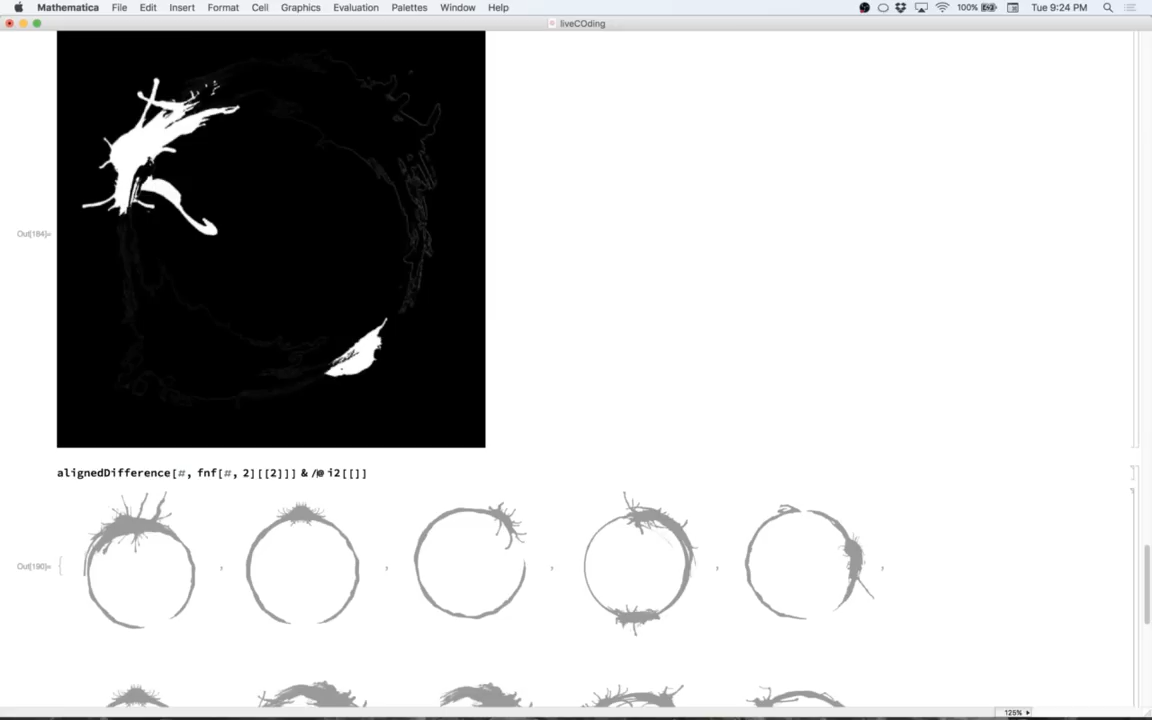 Mathematica File Edit Insert Format Cell Graphics Evaluation Palettes Window Help 100% Tue 9:24 PM
liveCOding
Out[184]=
alignedDifference[#, fnf[#, 2][[2]]] & /@ i2[[]]
Out[190]= { , , , , ,
125%